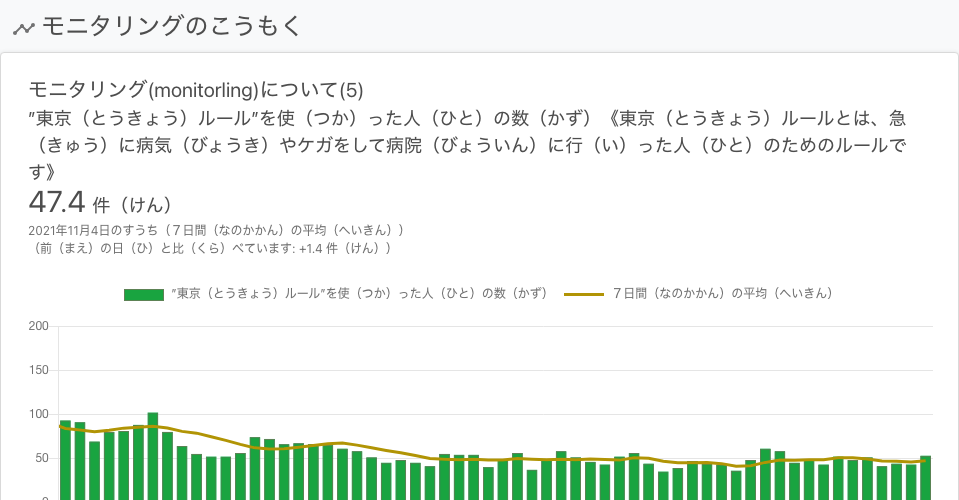 モニタリングのこうもく
モニタリング(monitorling)について(5)
”東京（とうきょう）ルール”を使（つか）った人（ひと）の数（かず）《東京（とうきょう）ルールとは、急
（きゅう）に病気（びょうき）やケガをして病院（びょういん）に行（い）った人（ひと）のためのルールで
す》
47.4 件（けん）
2021年11月4日のすうち（７日間（なのかかん）の平均（へいきん））
（前（まえ）の日（ひ）と比（くら）べています: +1.4 件（けん））
”東京（とうきょう）ルール”を使（つか）った人（ひと）の数（かず） ７日間（なのかかん）の平均（へいきん）
200
150
100
50
0